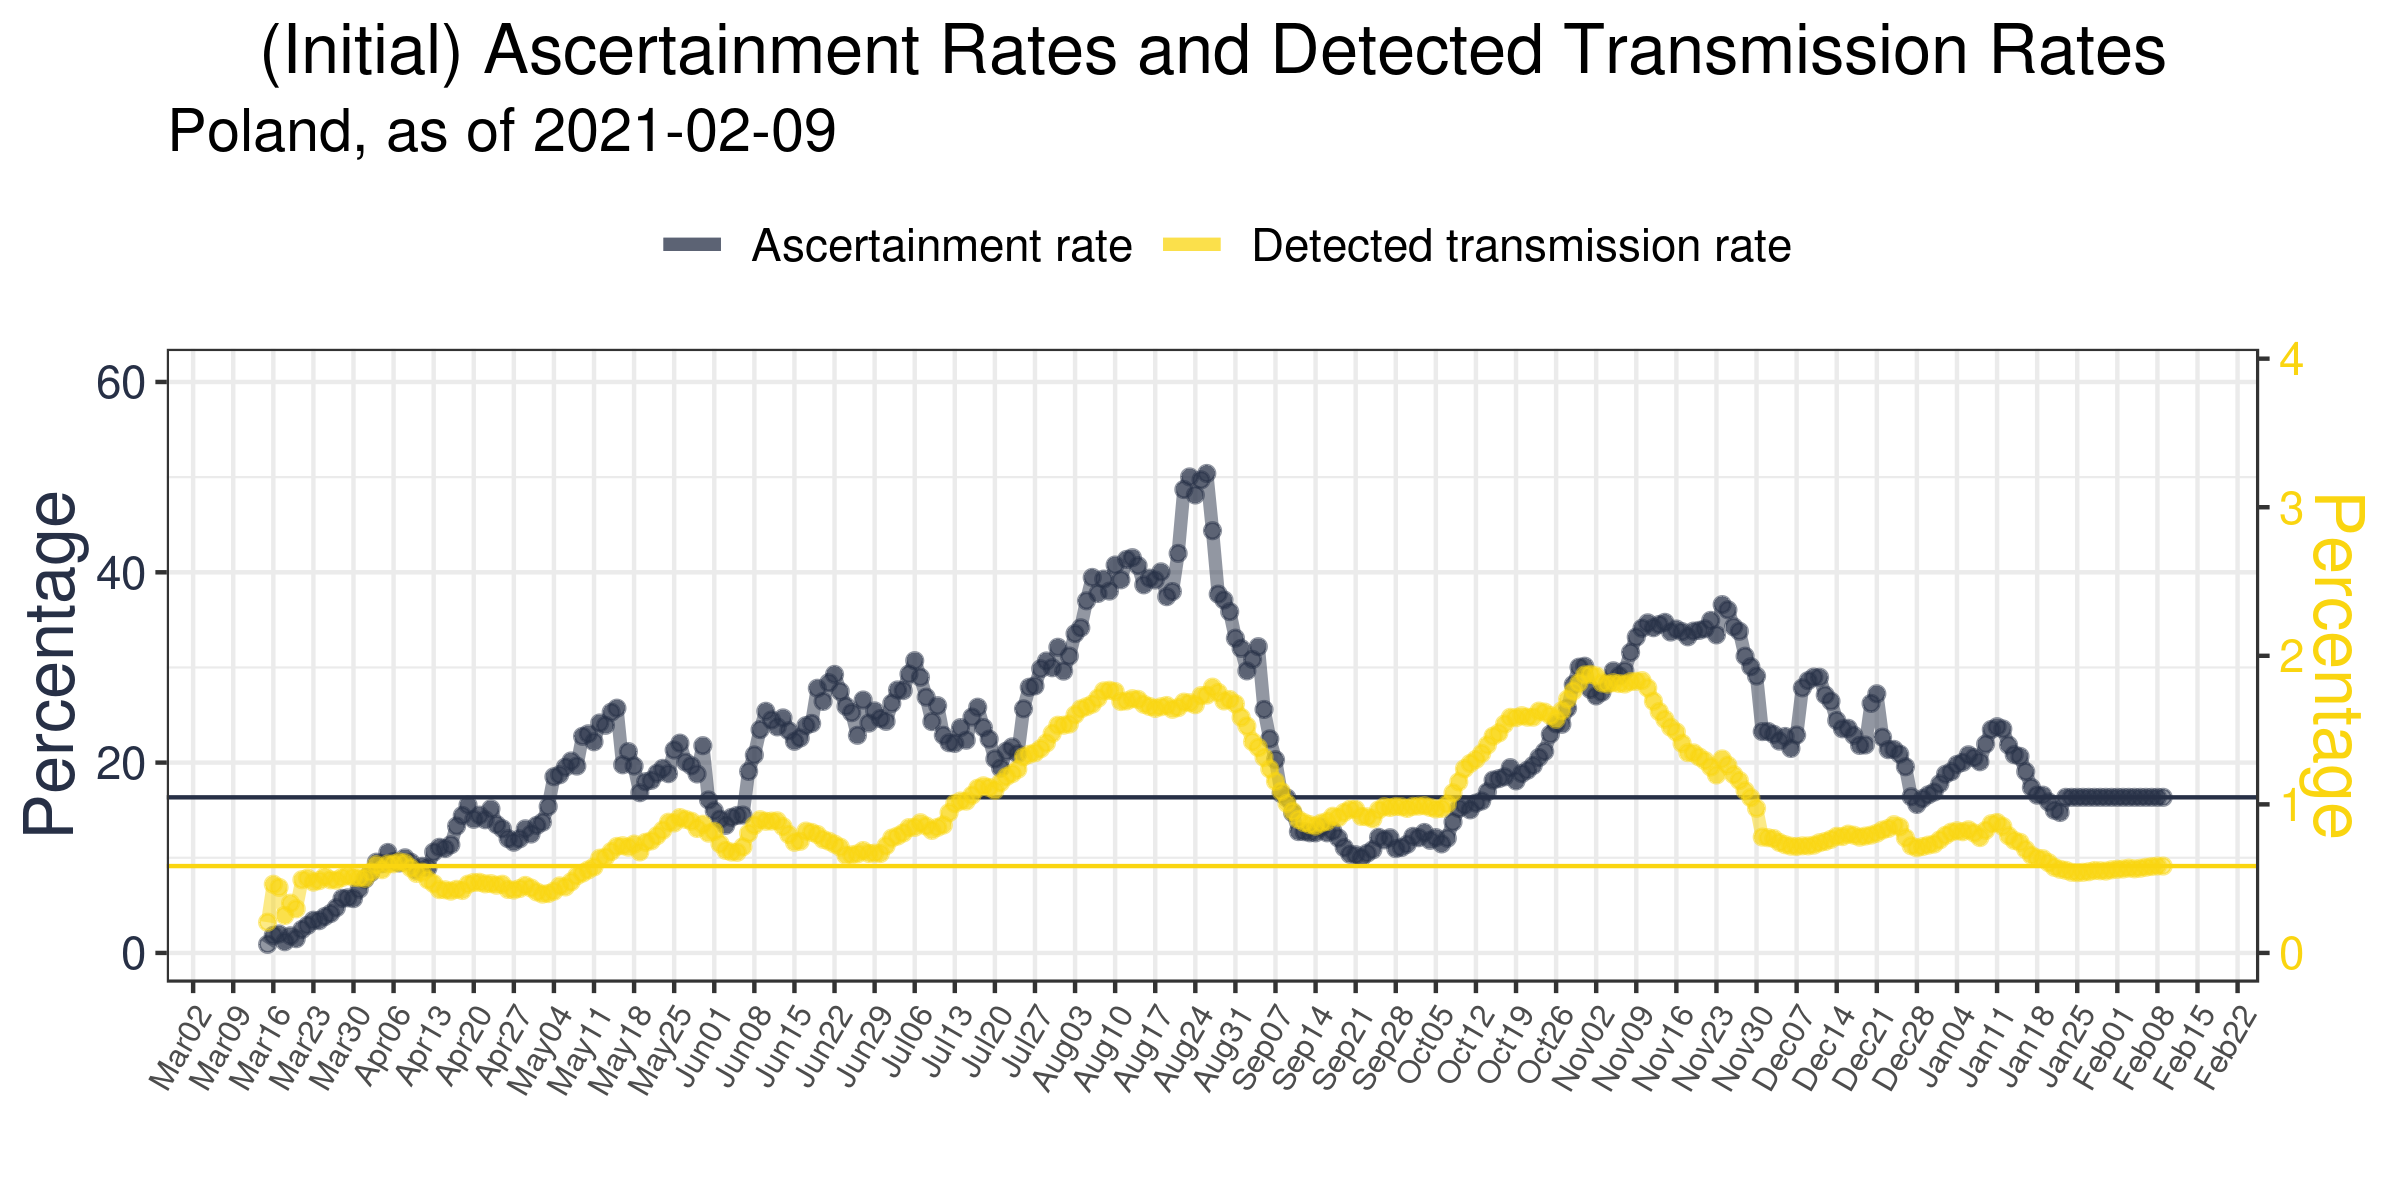 (Initial) Ascertainment Rates and Detected Transmission Rates
Poland, as of 2021-02-09
Ascertainment rate Detected transmission rate
Percentage
60
40
20
0
4
3
2
1
0
Percentage
Mar02 Mar09 Mar16 Mar23 Mar30 Apr06 Apr13 Apr20 Apr27 May04 May11 May18 May25 Jun01 Jun08 Jun15 Jun22 Jun29 Jul06 Jul13 Jul20 Jul27 Aug03 Aug10 Aug17 Aug24 Aug31 Sep07 Sep14 Sep21 Sep28 Oct05 Oct12 Oct19 Oct26 Nov02 Nov09 Nov16 Nov23 Nov30 Dec07 Dec14 Dec21 Dec28 Jan04 Jan11 Jan18 Jan25 Feb01 Feb08 Feb15 Feb22